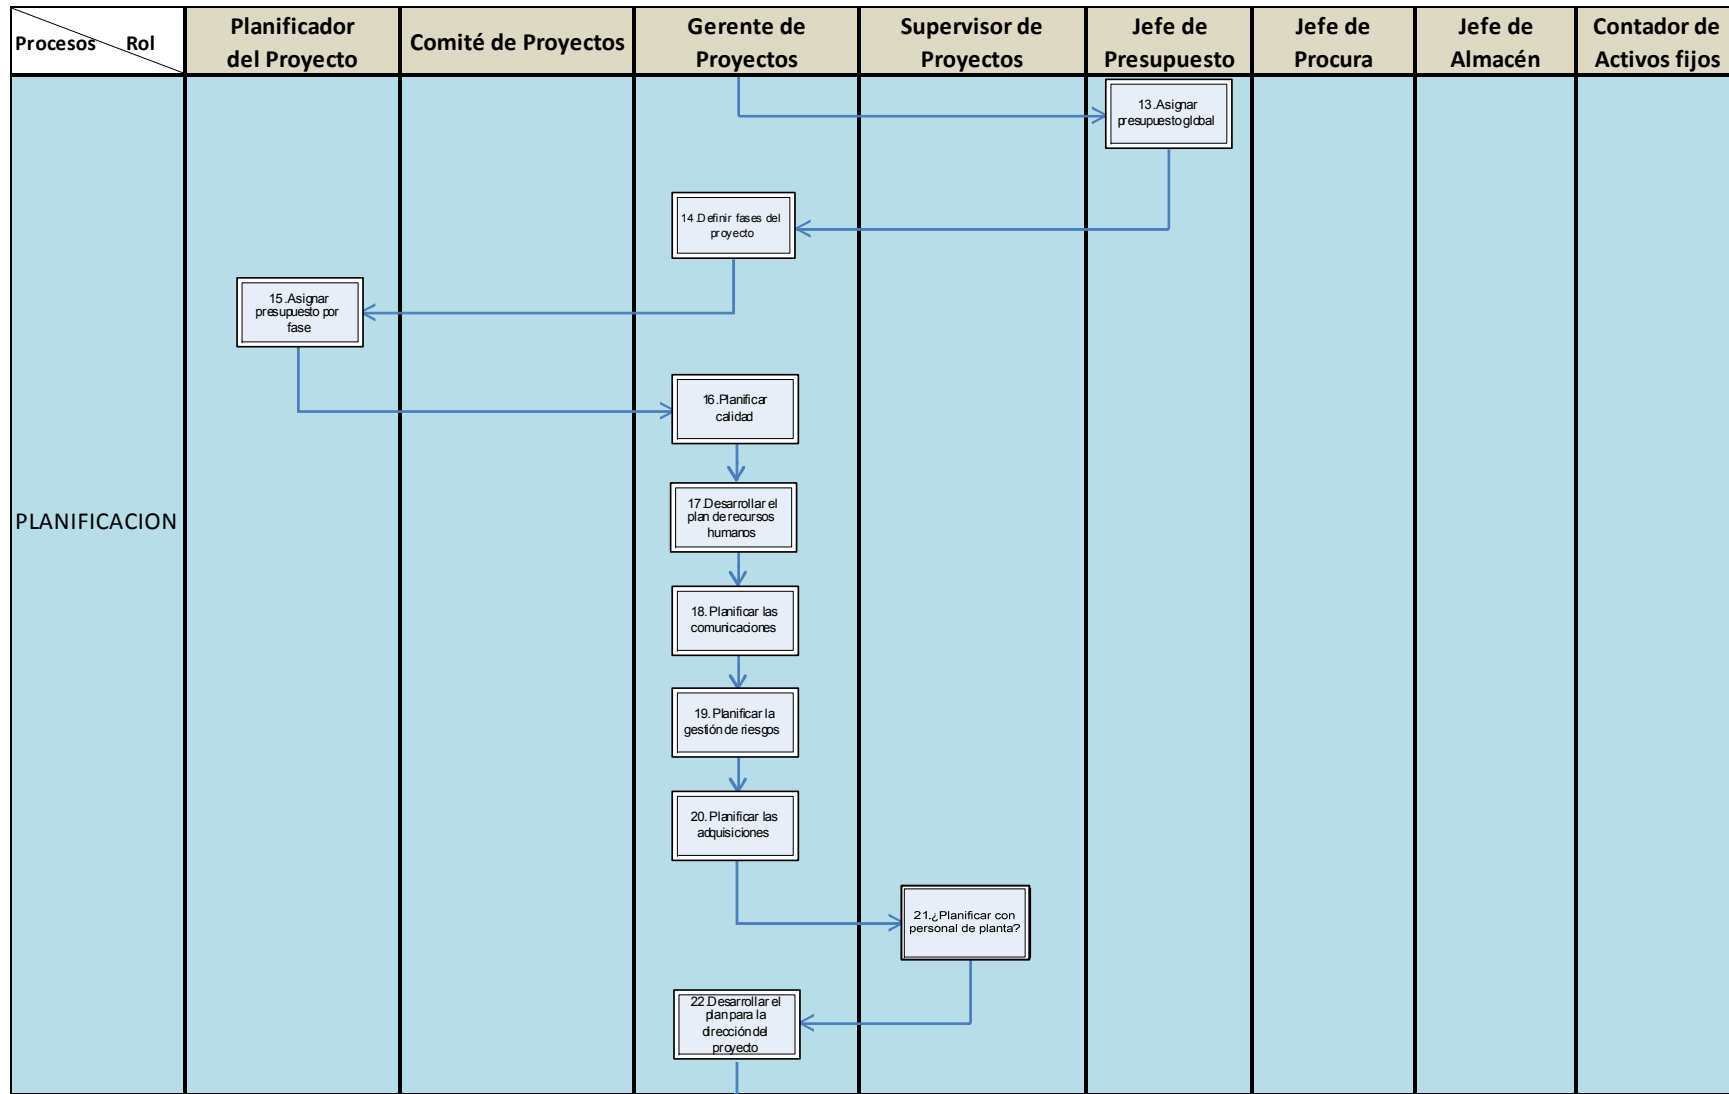 Procesos Rol
Planificador
del Proyecto
Comité de Proyectos
Gerente de
Proyectos
Supervisor de
Proyectos
Jefe de
Presupuesto
Jefe de
Procura
Jefe de
Almacén
Contador de
Activos fijos
PLANIFICACION
13.Asignar
presupuesto global
14.Definir fases del
proyecto
15.Asignar
presupuesto por
fase
16.Planificar
calidad
17.Desarrollar el
plan de recursos
humanos
18.Planificar las
comunicaciones
19.Planificar la
gestión de riesgos
20.Planificar las
adquisiciones
21.¿Planificar con
personal de planta?
22.Desarrollar el
plan para la
dirección del
proyecto